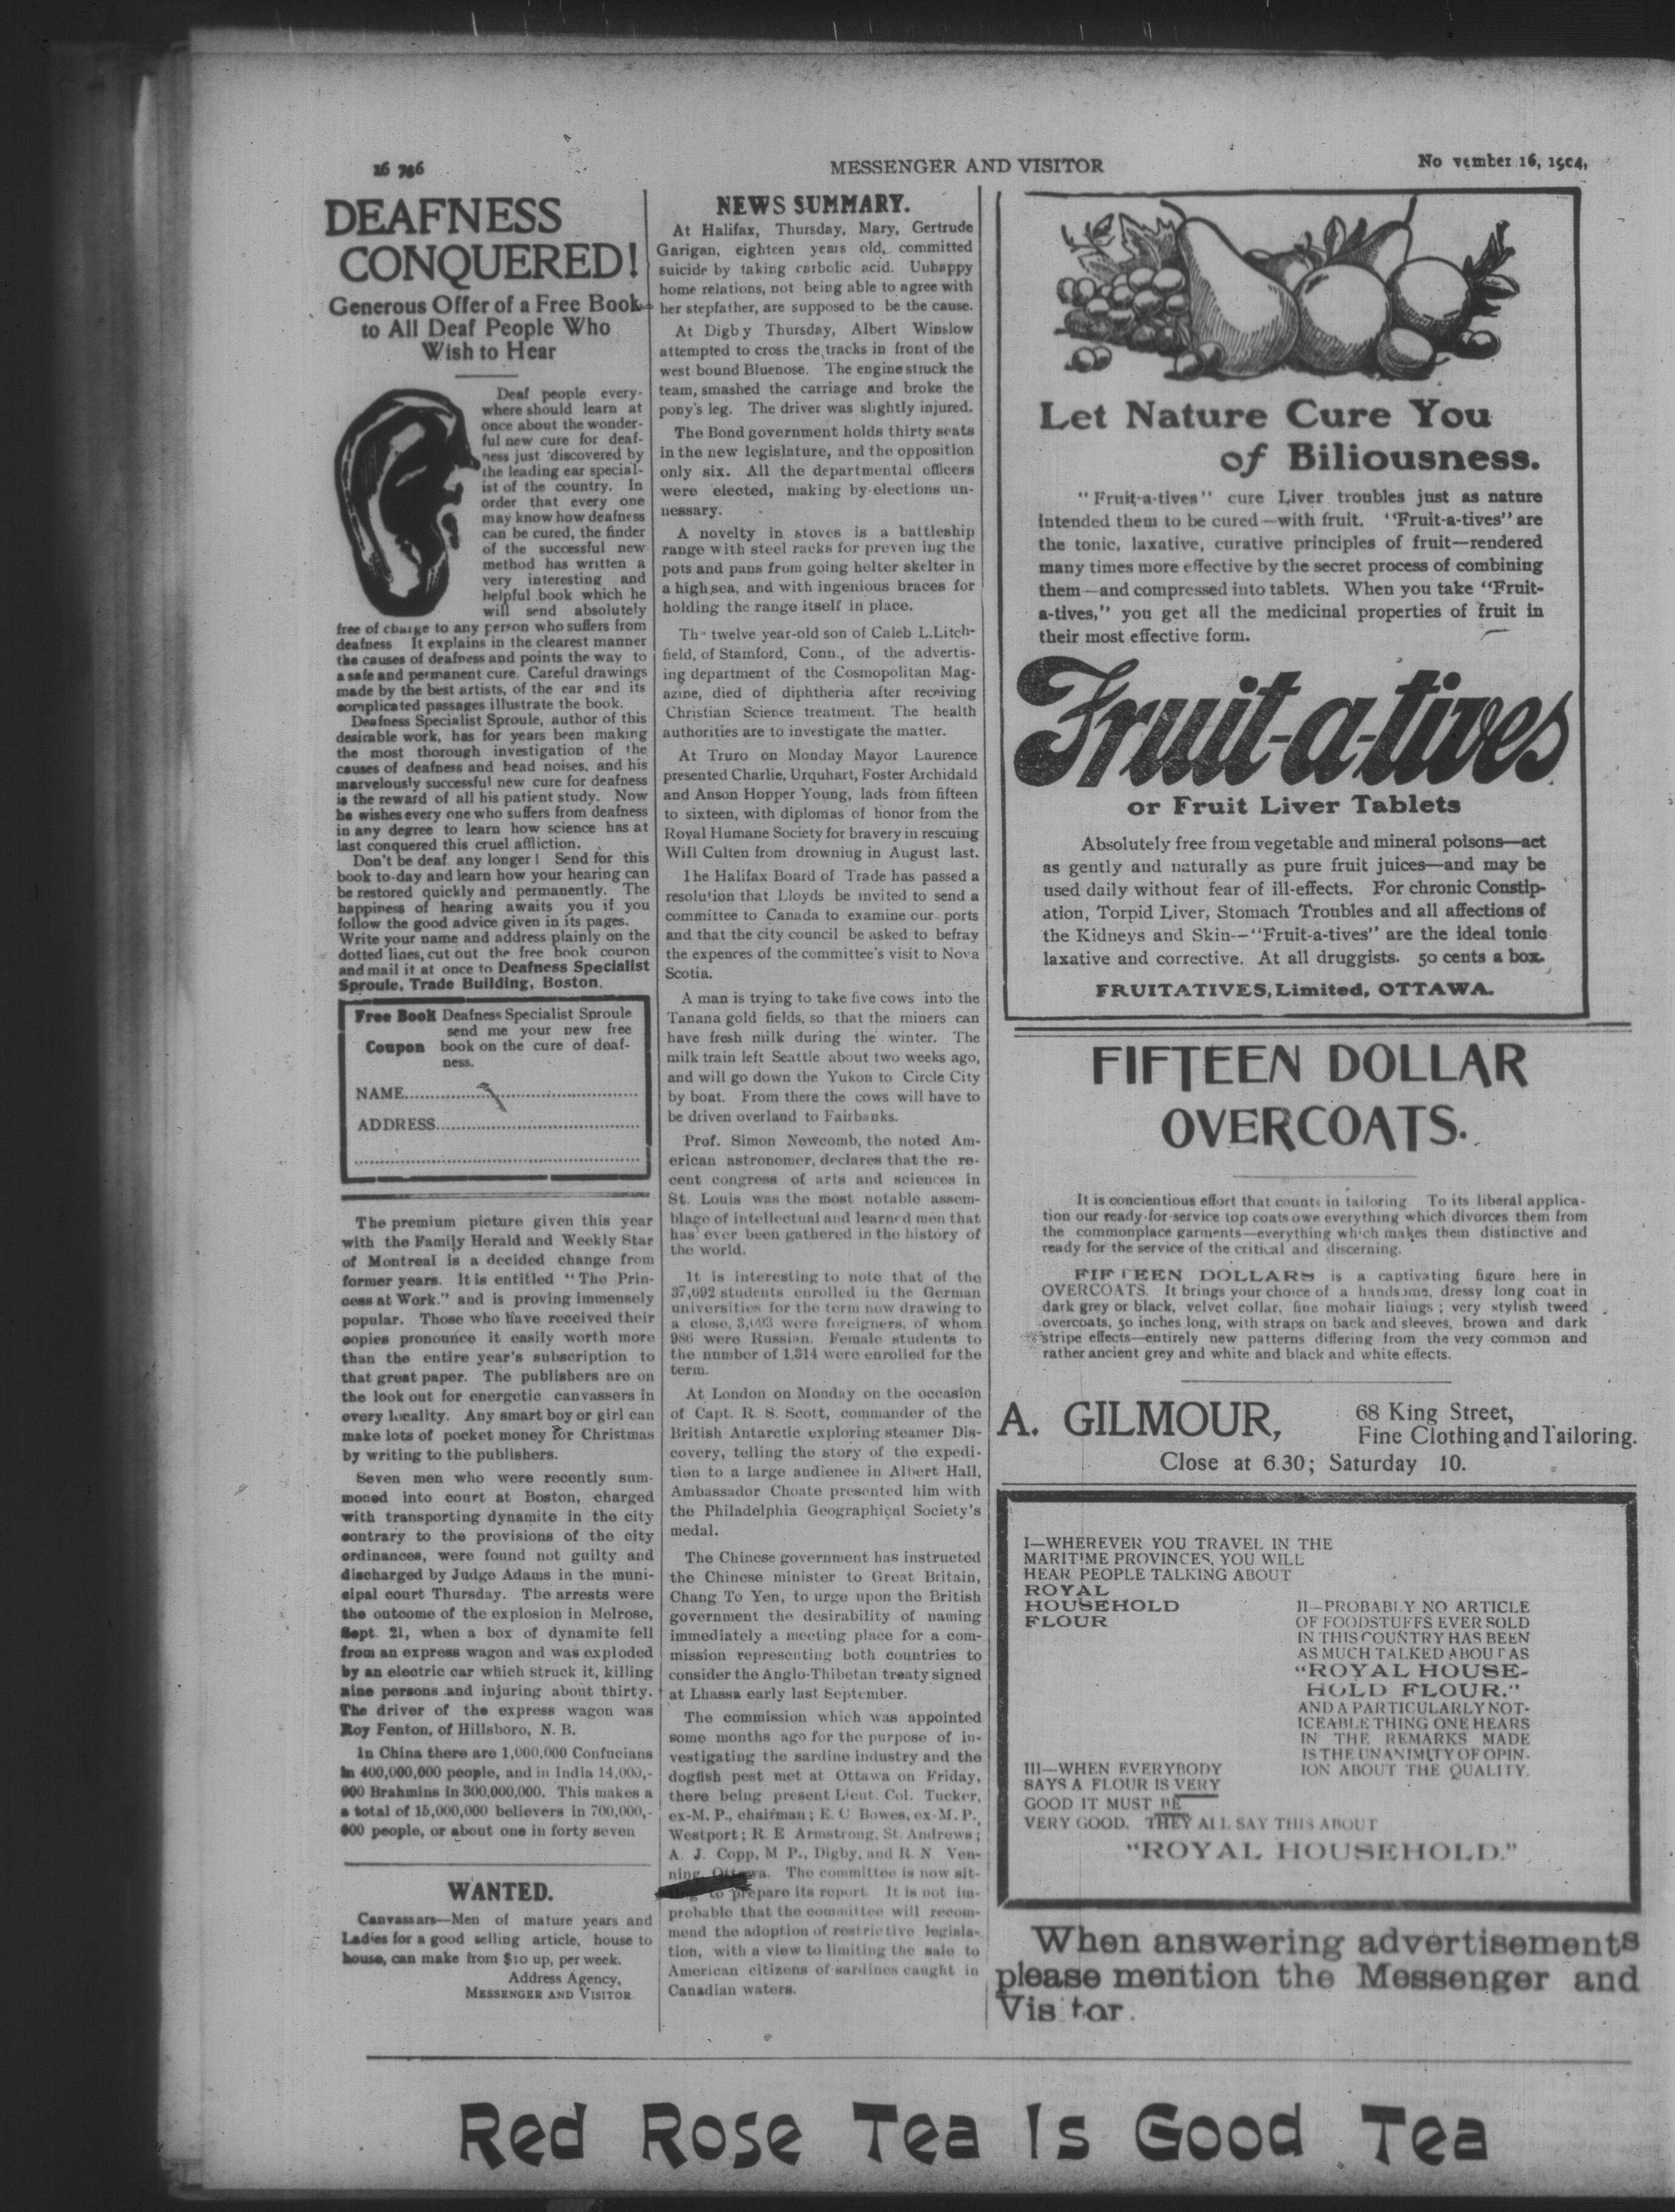 16 746
MESSENGER AND VISITOR
No vember 16, 19c4,
DEAFNESS
CONQUERED!
Generous Offer of a Free Book
to All Deaf People Who
Wish to Hear
Deaf people every-
where should learn at
once about the wonder-
ful new cure for deaf-
ness just discovered by
the leading ear special-
ist of the country. In
order that every one
may know how deafness
can be cured, the finder
of the successful new
method has written a
very interesting and
helpful book which he
will send absolutely
free of charge to any person who suffers from
deafness It explains in the clearest manner
the causes of deafness and points the way to
a safe and permanent cure. Careful drawings
made by the best artists, of the ear and its
complicated passages illustrate the book.
Deafness Specialist Sproule, author of this
desirable work, has for years been making
the most thorough investigation of the
causes of deafness and head noises, and his
marvelously successful new cure for deafness
is the reward of all his patient study. Now
he wishes every one who suffers from deafness
in any degree to learn how science has at
last conquered this cruel affliction.
Don't be deaf any longer! Send for this
book to-day and learn how your hearing can
be restored quickly and permanently. The
happiness of hearing awaits you if you
follow the good advice given in its pages.
Write your name and address plainly on the
dotted lines, cut out the free book coupon
and mail it at once to Deafness Specialist
Sproule, Trade Building, Boston.
Free Book Deafness Specialist Sproule
send me your new free
Coupon book on the cure of deaf-
ness.
NAME
ADDRESS
The premium picture given this year
with the Family Herald and Weekly Star
of Montreal is a decided change from
former years. It is entitled "The Prin-
cess at Work." and is proving immensely
popular. Those who have received their
copies pronounce it easily worth more
than the entire year's subscription to
that great paper. The publishers are on
the look out for energetic canvassers in
every locality. Any smart boy or girl can
make lots of pocket money for Christmas
by writing to the publishers.
Seven men who were recently sum-
moned into court at Boston, charged
with transporting dynamite in the city
contrary to the provisions of the city
ordinances, were found not guilty and
discharged by Judge Adams in the muni-
cipal court Thursday. The arrests were
the outcome of the explosion in Melrose,
Sept. 21, when a box of dynamite fell
from an express wagon and was exploded
by an electric car which struck it, killing
nine persons and injuring about thirty.
The driver of the express wagon was
Roy Fenton, of Hillsboro, N. B.
In China there are 1,000,000 Confucians
in 400,000,000 people, and in India 14,000,-
000 Brahmins in 300,000,000. This makes a
a total of 15,000,000 believers in 700,000,-
000 people, or about one in forty seven
WANTED.
Canvassars—Men of mature years and
Ladies for a good selling article, house to
house, can make from $10 up, per week.
Address Agency,
MESSENGER AND VISITOR
NEWS SUMMARY.
At Halifax, Thursday, Mary, Gertrude
Garigan, eighteen years old, committed
suicide by taking carbolic acid. Unhappy
home relations, not being able to agree with
her stepfather, are supposed to be the cause.
At Digby Thursday, Albert Winslow
attempted to cross the tracks in front of the
west bound Bluenose. The engine struck the
team, smashed the carriage and broke the
pony's leg. The driver was slightly injured.
The Bond government holds thirty seats
in the new legislature, and the opposition
only six. All the departmental officers
were elected, making by-elections un-
nessary.
A novelty in stoves is a battleship
range with steel racks for preven ing the
pots and pans from going helter skelter in
a high sea, and with ingenious braces for
holding the range itself in place.
The twelve year-old son of Caleb L.Litch-
field, of Stamford, Conn., of the advertis-
ing department of the Cosmopolitan Mag-
azine, died of diphtheria after receiving
Christian Science treatment. The health
authorities are to investigate the matter.
At Truro on Monday Mayor Laurence
presented Charlie, Urquhart, Foster Archidald
and Anson Hopper Young, lads from fifteen
to sixteen, with diplomas of honor from the
Royal Humane Society for bravery in rescuing
Will Culten from drowning in August last.
The Halifax Board of Trade has passed a
resolution that Lloyds be invited to send a
committee to Canada to examine our ports
and that the city council be asked to befray
the expences of the committee's visit to Nova
Scotia.
A man is trying to take five cows into the
Tanana gold fields, so that the miners can
have fresh milk during the winter. The
milk train left Seattle about two weeks ago,
and will go down the Yukon to Circle City
by boat. From there the cows will have to
be driven overland to Fairbanks.
Prof. Simon Newcomb, the noted Am-
erican astronomer, declares that the re-
cent congress of arts and sciences in
St. Louis was the most notable assem-
blage of intellectual and learned men that
has ever been gathered in the history of
the world.
It is interesting to note that of the
37,692 students enrolled in the German
universities for the term now drawing to
a close, 3,093 were foreigners, of whom
986 were Russian. Female students to
the number of 1,314 were enrolled for the
term.
At London on Monday on the occasion
of Capt. R. S. Scott, commander of the
British Antarctic exploring steamer Dis-
covery, telling the story of the expedi-
tion to a large audience in Albert Hall,
Ambassador Choate presented him with
the Philadelphia Geographical Society's
medal.
The Chinese government has instructed
the Chinese minister to Great Britain,
Chang To Yen, to urge upon the British
government the desirability of naming
immediately a meeting place for a com-
mission representing both countries to
consider the Anglo-Thibetan treaty signed
at Lhassa early last September.
The commission which was appointed
some months ago for the purpose of in-
vestigating the sardine industry and the
dogfish pest met at Ottawa on Friday,
there being present Lieut. Col. Tucker,
ex-M. P., chairman; E. C Bowes, ex-M. P.,
Westport; R. E Armstrong, St. Andrews;
A. J. Copp, M P., Digby, and R. N. Ven-
ning, Ottawa. The committee is now sit-
to prepare its report It is not im-
probable that the committee will recom-
mend the adoption of restrictive legisla-
tion, with a view to limiting the sale to
American citizens of sardines caught in
Canadian waters.
Let Nature Cure You
of Biliousness.
"Fruit-a-tives" cure Liver troubles just as nature
intended them to be cured—with fruit. "Fruit-a-tives" are
the tonic, laxative, curative principles of fruit—rendered
many times more effective by the secret process of combining
them—and compressed into tablets. When you take "Fruit-
a-tives," you get all the medicinal properties of fruit in
their most effective form.
Fruit-a-tives
or Fruit Liver Tablets
Absolutely free from vegetable and mineral poisons—act
as gently and naturally as pure fruit juices—and may be
used daily without fear of ill-effects. For chronic Constip-
ation, Torpid Liver, Stomach Troubles and all affections of
the Kidneys and Skin—"Fruit-a-tives" are the ideal tonic
laxative and corrective. At all druggists. 50 cents a box.
FRUITATIVES, Limited, OTTAWA.
FIFTEEN DOLLAR
OVERCOATS.
It is concientious effort that counts in tailoring To its liberal applica-
tion our ready-for-service top coats owe everything which divorces them from
the commonplace garments—everything which makes them distinctive and
ready for the service of the critical and discerning.
FIFTEEN DOLLARS is a captivating figure here in
OVERCOATS. It brings your choice of a handsome, dressy long coat in
dark grey or black, velvet collar, fine mohair linings; very stylish tweed
overcoats, 50 inches long, with straps on back and sleeves, brown and dark
stripe effects—entirely new patterns differing from the very common and
rather ancient grey and white and black and white effects.
A. GILMOUR,
68 King Street,
Fine Clothing and Tailoring.
Close at 6.30; Saturday 10.
I—WHEREVER YOU TRAVEL IN THE
MARITIME PROVINCES, YOU WILL
HEAR PEOPLE TALKING ABOUT
ROYAL
HOUSEHOLD
FLOUR
II—PROBABLY NO ARTICLE
OF FOODSTUFFS EVER SOLD
IN THIS COUNTRY HAS BEEN
AS MUCH TALKED ABOUT AS
"ROYAL HOUSE-
HOLD FLOUR."
AND A PARTICULARLY NOT-
ICEABLE THING ONE HEARS
IN THE REMARKS MADE
IS THE UNANIMITY OF OPIN-
ION ABOUT THE QUALITY.
III—WHEN EVERYBODY
SAYS A FLOUR IS VERY
GOOD IT MUST BE
VERY GOOD. THEY ALL SAY THIS ABOUT
"ROYAL HOUSEHOLD."
When answering advertisements
please mention the Messenger and
Visitor.
Red Rose Tea Is Good Tea